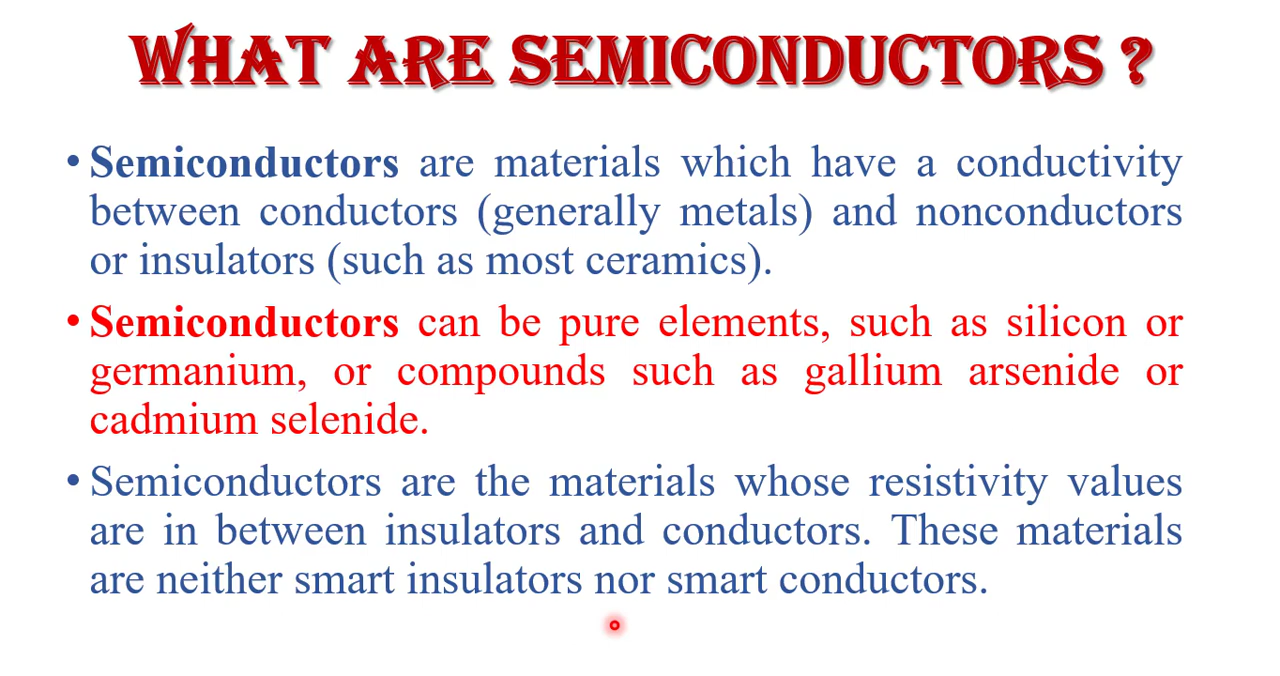 WHAT ARE SEMICONDUCTORS ?
• Semiconductors are materials which have a conductivity
between conductors (generally metals) and nonconductors
or insulators (such as most ceramics).
• Semiconductors can be pure elements, such as silicon or
germanium, or compounds such as gallium arsenide or
cadmium selenide.
• Semiconductors are the materials whose resistivity values
are in between insulators and conductors. These materials
are neither smart insulators nor smart conductors.